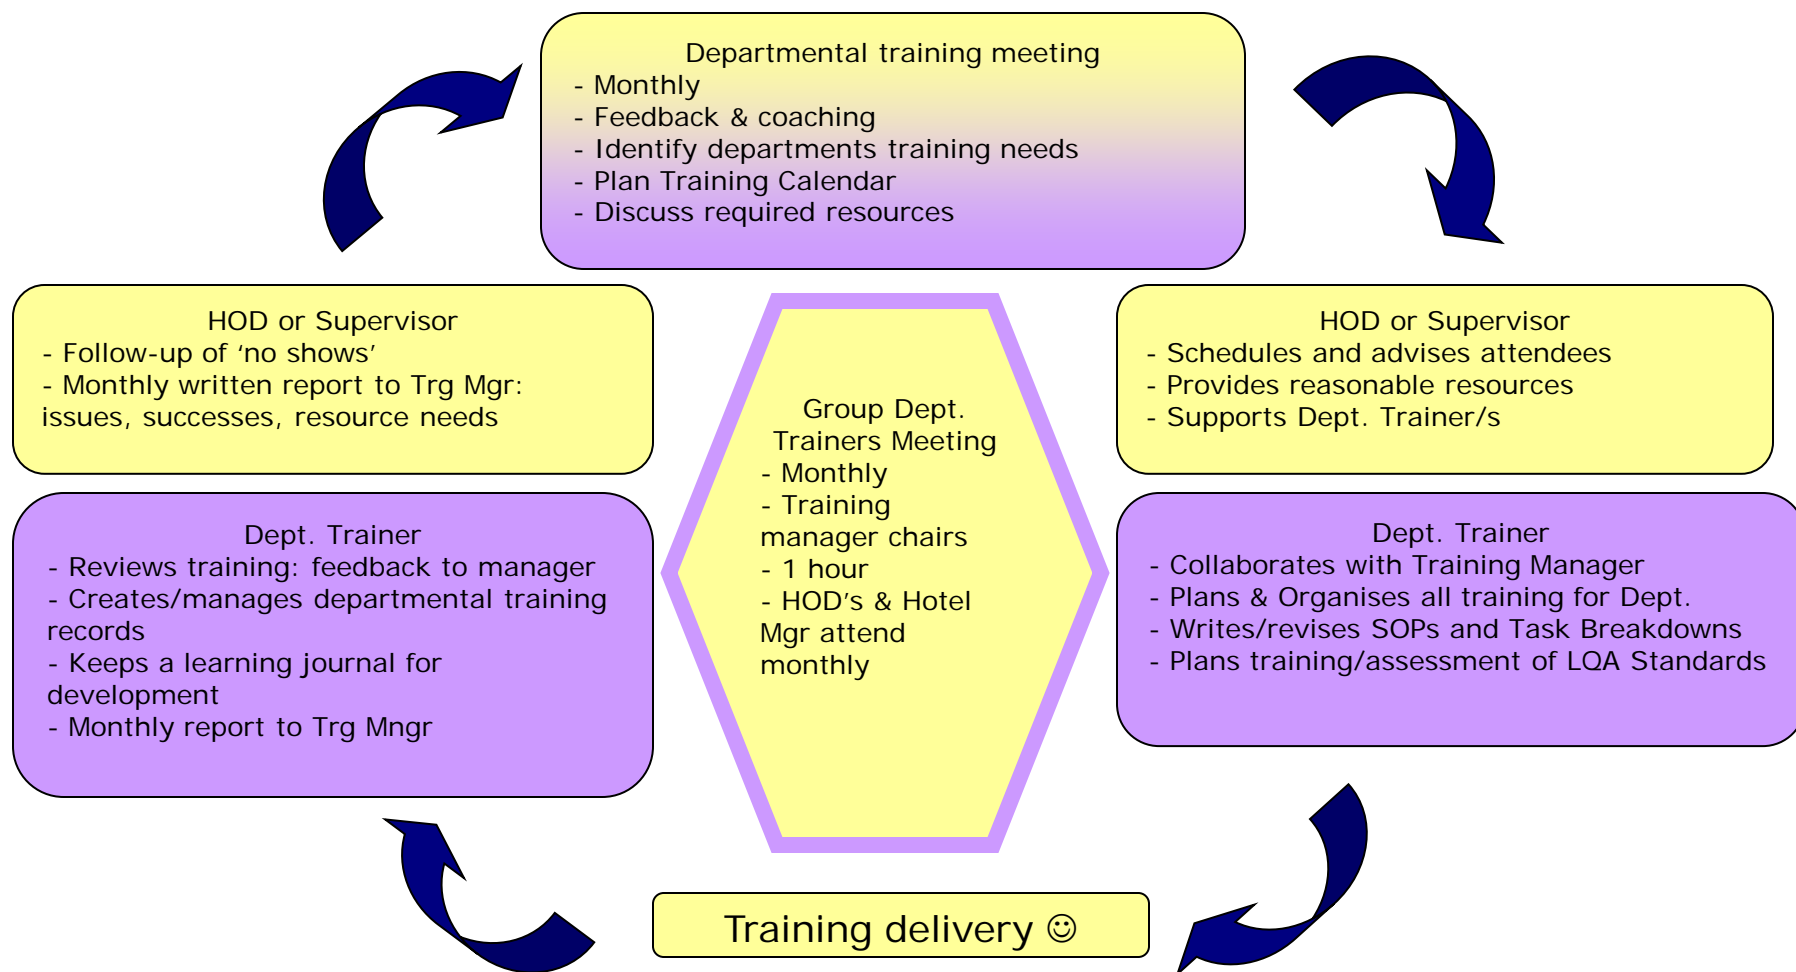 Departmental training meeting
- Monthly
- Feedback & coaching
- Identify departments training needs
- Plan Training Calendar
- Discuss required resources
HOD or Supervisor
- Follow-up of ‘no shows’
- Monthly written report to Trg Mgr:
issues, successes, resource needs
HOD or Supervisor
- Schedules and advises attendees
- Provides reasonable resources
- Supports Dept. Trainer/s
Group Dept.
Trainers Meeting
- Monthly
- Training
manager chairs
- 1 hour
- HOD’s & Hotel
Mgr attend
monthly
Dept. Trainer
- Reviews training: feedback to manager
- Creates/manages departmental training
records
- Keeps a learning journal for
development
- Monthly report to Trg Mngr
Dept. Trainer
- Collaborates with Training Manager
- Plans & Organises all training for Dept.
- Writes/revises SOPs and Task Breakdowns
- Plans training/assessment of LQA Standards
Training delivery ☺